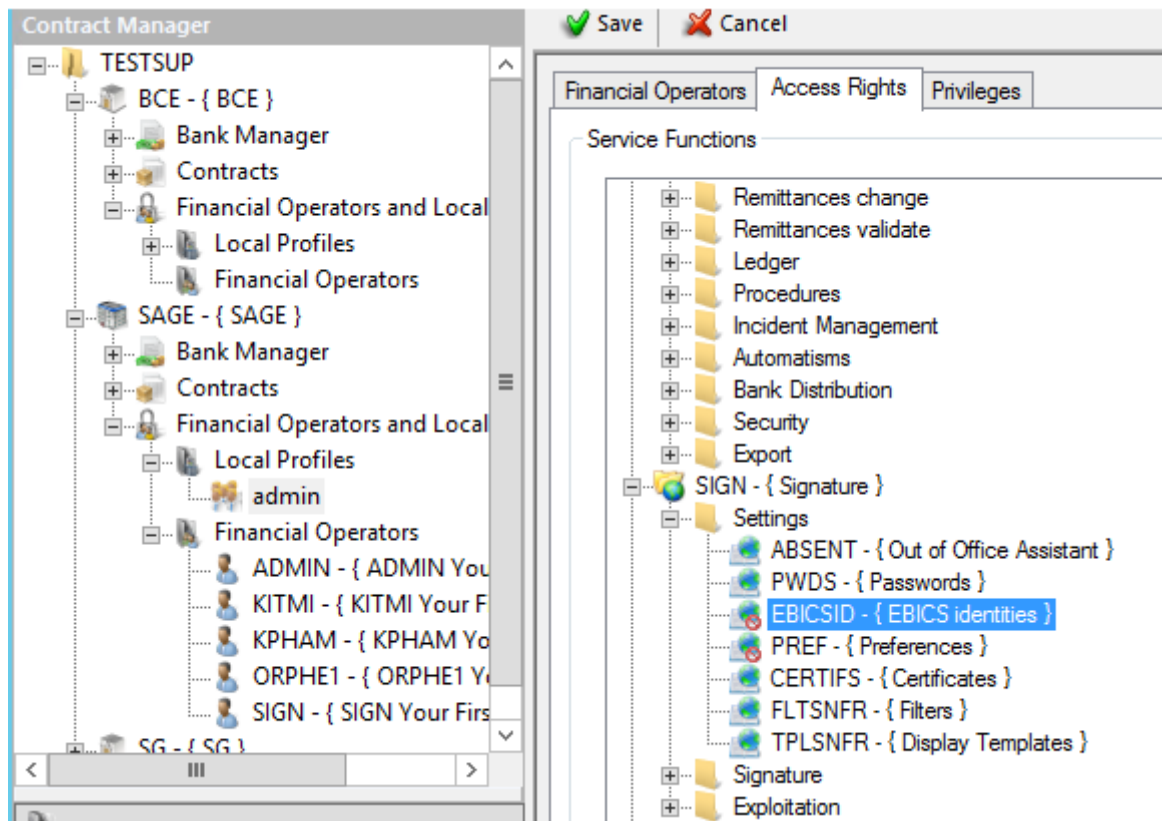 Contract Manager
TESTSUP
BCE - { BCE }
Bank Manager
Contracts
Financial Operators and Local
Local Profiles
Financial Operators
SAGE - { SAGE }
Bank Manager
Contracts
Financial Operators and Local
Local Profiles
admin
Financial Operators
ADMIN - { ADMIN You
KITMI - { KITMI Your F
KPHAM - { KPHAM Yo
ORPHE1 - { ORPHE1 Y
SIGN - { SIGN Your Firs
SG - { SG }
Save Cancel
Financial Operators Access Rights Privileges
Service Functions
Remittances change
Remittances validate
Ledger
Procedures
Incident Management
Automatisms
Bank Distribution
Security
Export
SIGN - { Signature }
Settings
ABSENT - { Out of Office Assistant }
PWDS - { Passwords }
EBICSID - { EBICS identities }
PREF - { Preferences }
CERTIFS - { Certificates }
FLTSNFR - { Filters }
TPLSNFR - { Display Templates }
Signature
Exploitation